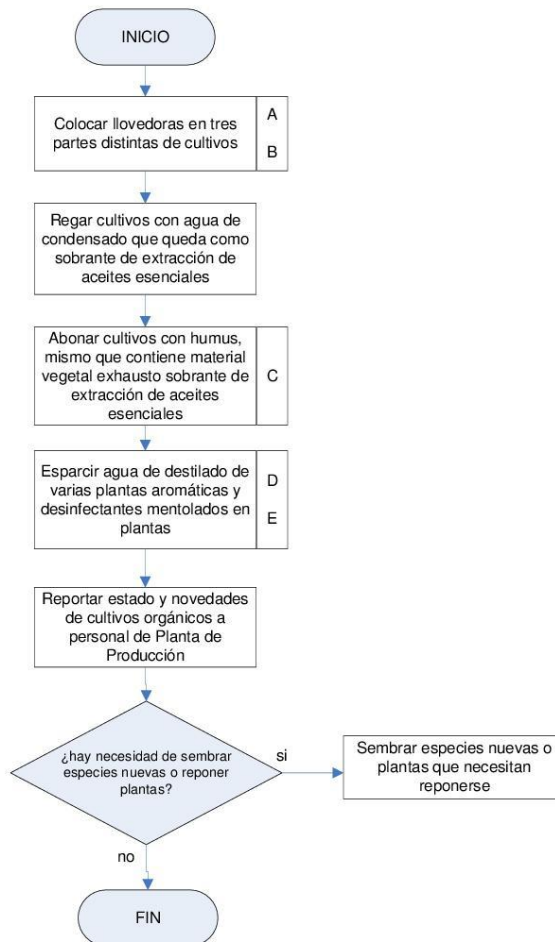 INICIO
Colocar llovedoras en tres
partes distintas de cultivos
A
B
Regar cultivos con agua de
condensado que queda como
sobrante de extracción de
aceites esenciales
Abonar cultivos con humus,
mismo que contiene material
vegetal exhausto sobrante de
extracción de aceites
esenciales
C
Esparcir agua de destilado de
varias plantas aromáticas y
desinfectantes mentolados en
plantas
D
E
Reportar estado y novedades
de cultivos orgánicos a
personal de Planta de
Producción
¿hay necesidad de sembrar
especies nuevas o reponer
plantas?
si
Sembrar especies nuevas o
plantas que necesitan
reponerse
no
FIN